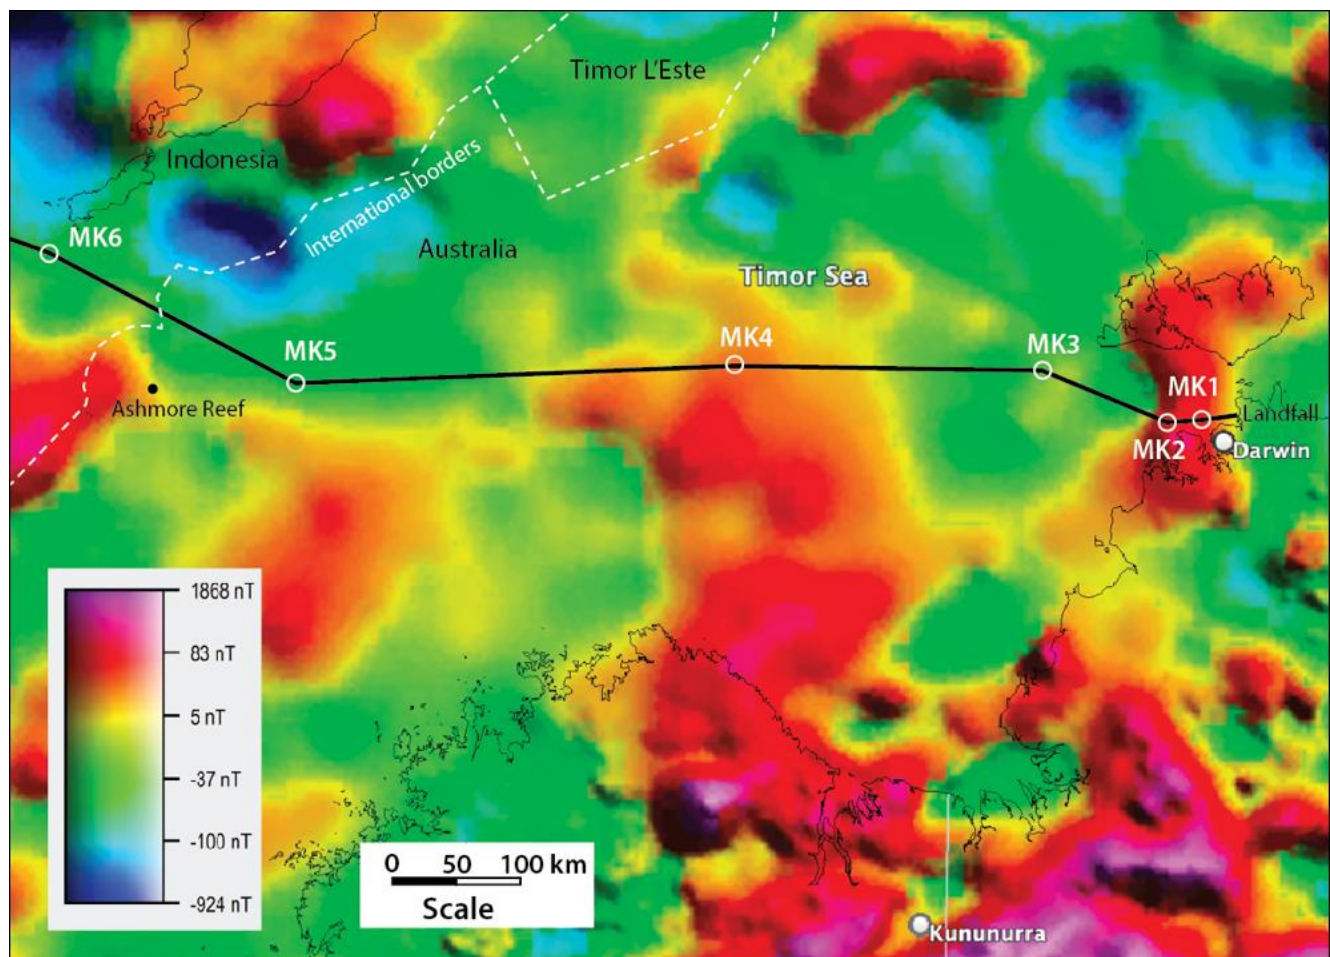 Timor L'Este
Indonesia
International borders
MK6
Australia
Timor Sea
MK5
MK4
MK3
MK1
Ashmore Reef
Landfall
MK2
Darwin
1868 nT
83 nT
5 nT
-37 nT
-100 nT
-924 nT
0 50 100 km
Scale
Kununurra